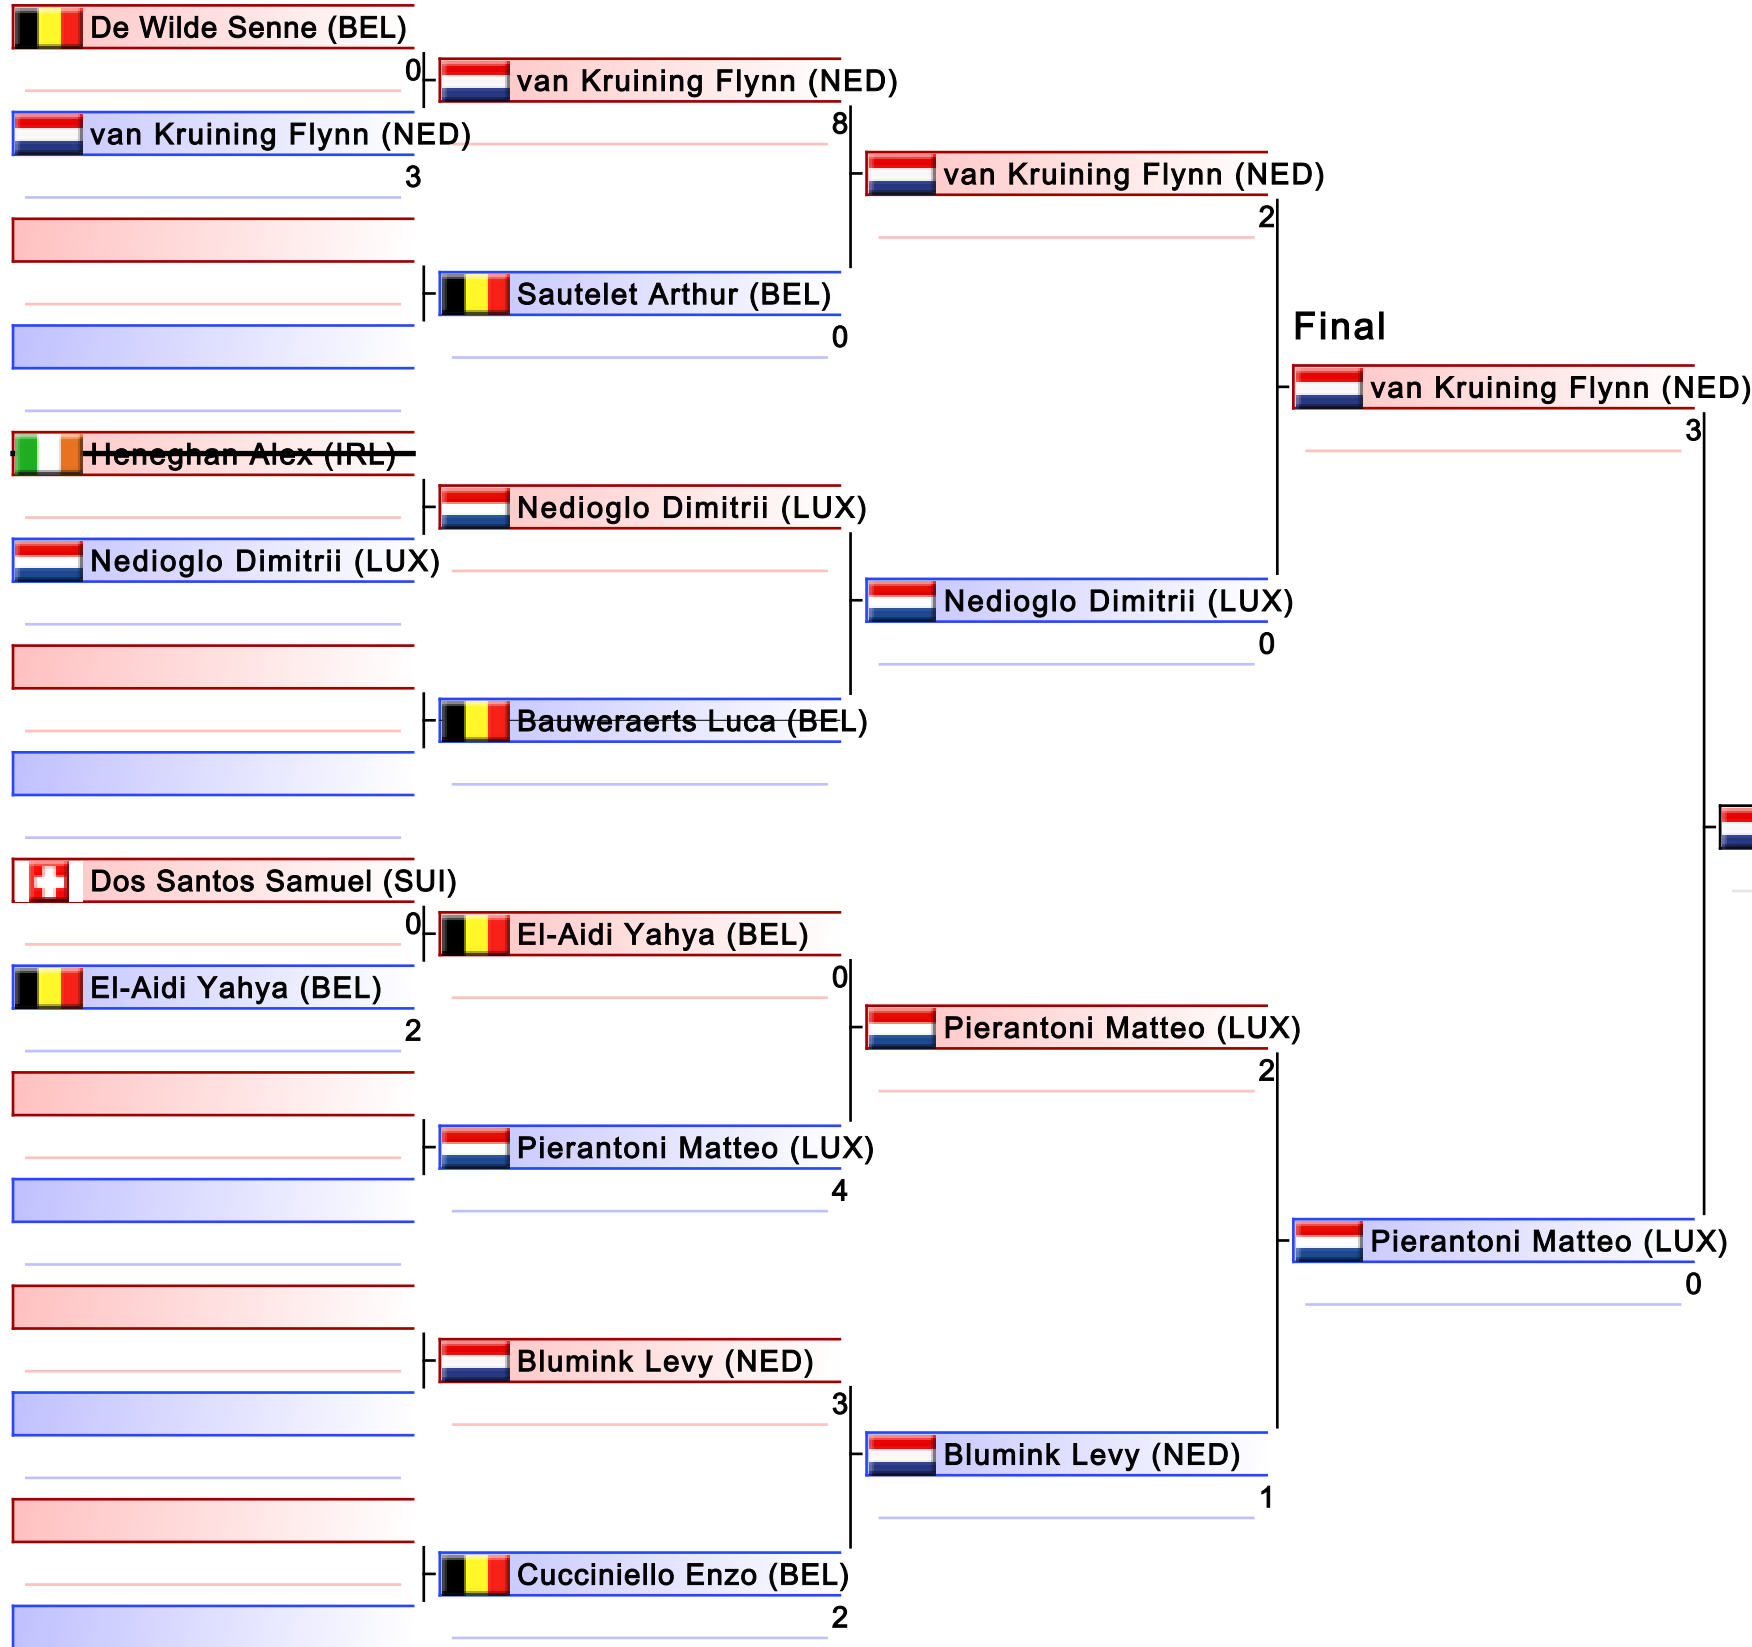 De Wilde Senne (BEL)
0
van Kruining Flynn (NED)
3
Heneghan Alex (IRL)
Nedioglo Dimitrii (LUX)
Dos Santos Samuel (SUI)
0
El-Aidi Yahya (BEL)
2
van Kruining Flynn (NED)
8
Sautelet Arthur (BEL)
0
Nedioglo Dimitrii (LUX)
Bauweraerts Luca (BEL)
El-Aidi Yahya (BEL)
0
Pierantoni Matteo (LUX)
4
Blumink Levy (NED)
3
Cucciniello Enzo (BEL)
2
van Kruining Flynn (NED)
2
Nedioglo Dimitrii (LUX)
0
Pierantoni Matteo (LUX)
2
Blumink Levy (NED)
1
Final
van Kruining Flynn (NED)
3
Pierantoni Matteo (LUX)
0